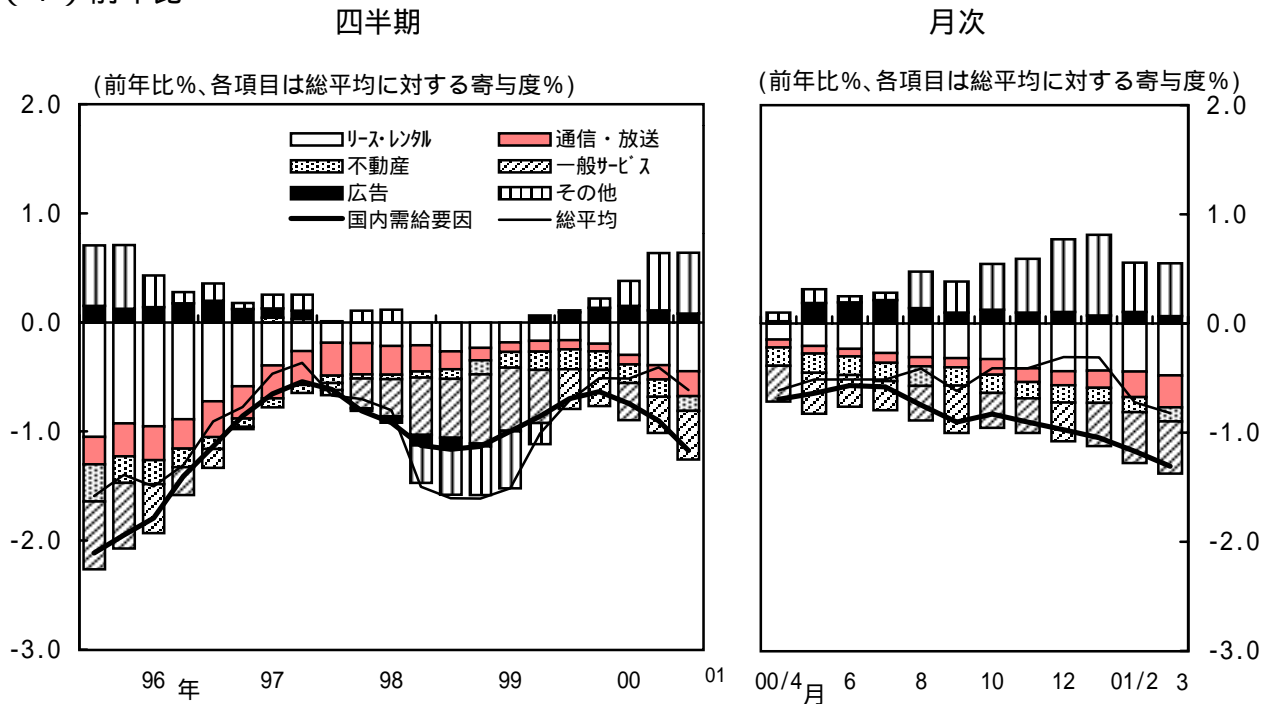 前年比
四半期
月次
(前年比%、各項目は総平均に対する寄与度%)
(前年比%、各項目は総平均に対する寄与度%)
2.0
1.0
0.0
-1.0
-2.0
-3.0
ﾘｰｽ・ﾚﾝﾀﾙ
通信・放送
不動産
一般ｻｰﾋﾞｽ
広告
その他
国内需給要因
総平均
2.0
1.0
0.0
-1.0
-2.0
-3.0
96 年 97 98 99 00 01
00/4 月 6 8 10 12 01/2 3